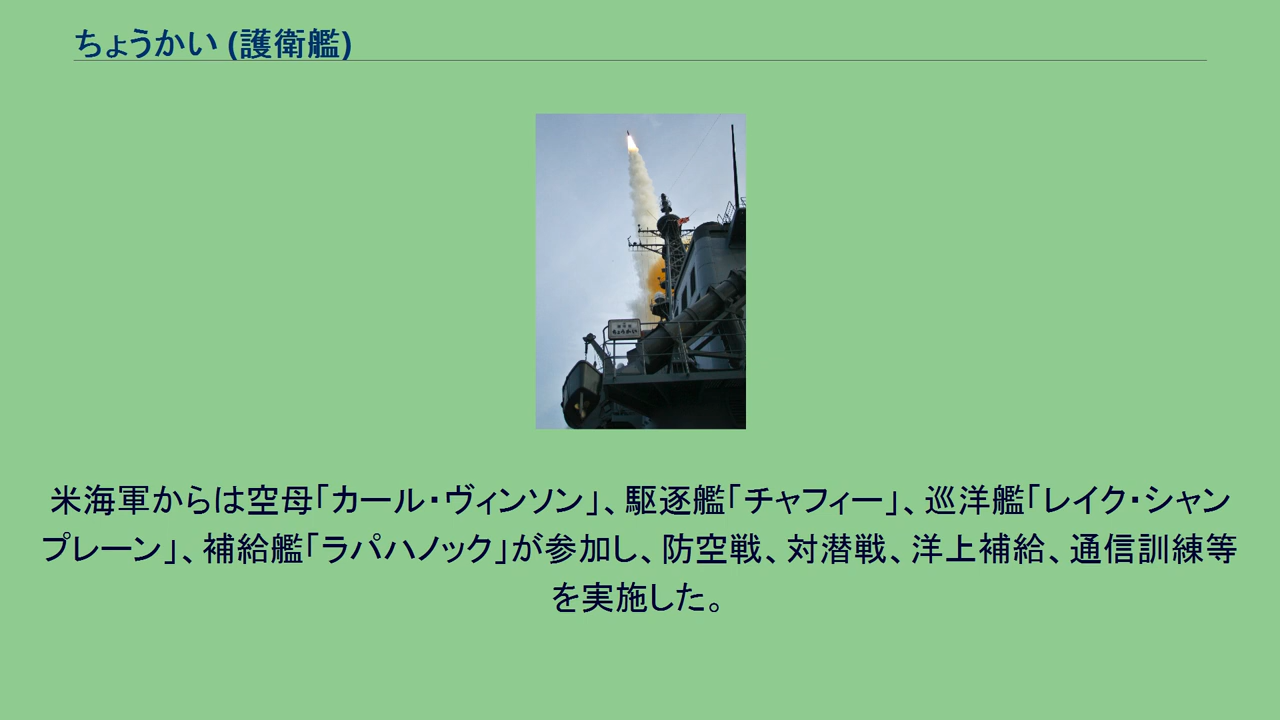 ちょうかい (護衛艦)
米海軍からは空母｢カール・ヴィンソン｣、駆逐艦｢チャフィー｣、巡洋艦｢レイク・シャン
プレーン｣、補給艦｢ラパハノック｣が参加し、防空戦、対潜戦、洋上補給、通信訓練等
を実施した。